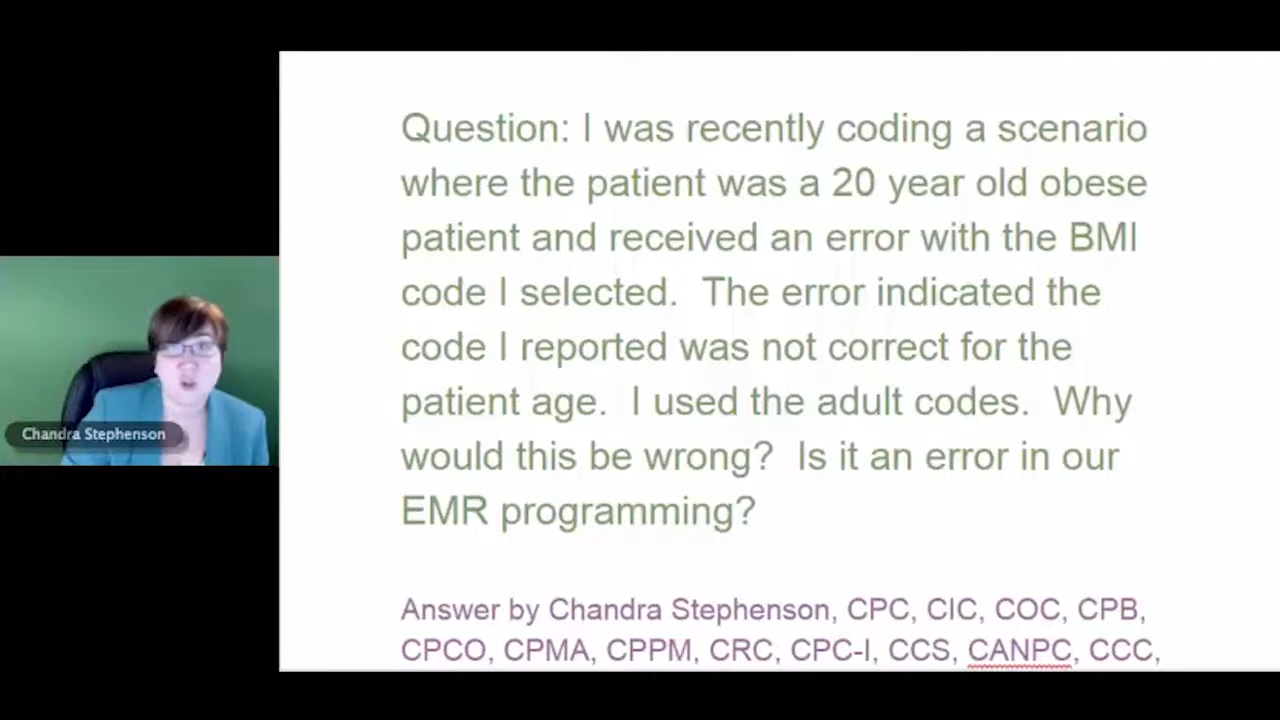 Question: I was recently coding a scenario
where the patient was a 20 year old obese
patient and received an error with the BMI
code I selected.  The error indicated the
code I reported was not correct for the
patient age.  I used the adult codes.  Why
would this be wrong?  Is it an error in our
EMR programming?
Chandra Stephenson
Answer by Chandra Stephenson, CPC, CIC, COC, CPB,
CPCO, CPMA, CPPM, CRC, CPC-I, CCS, CANPC, CCC,